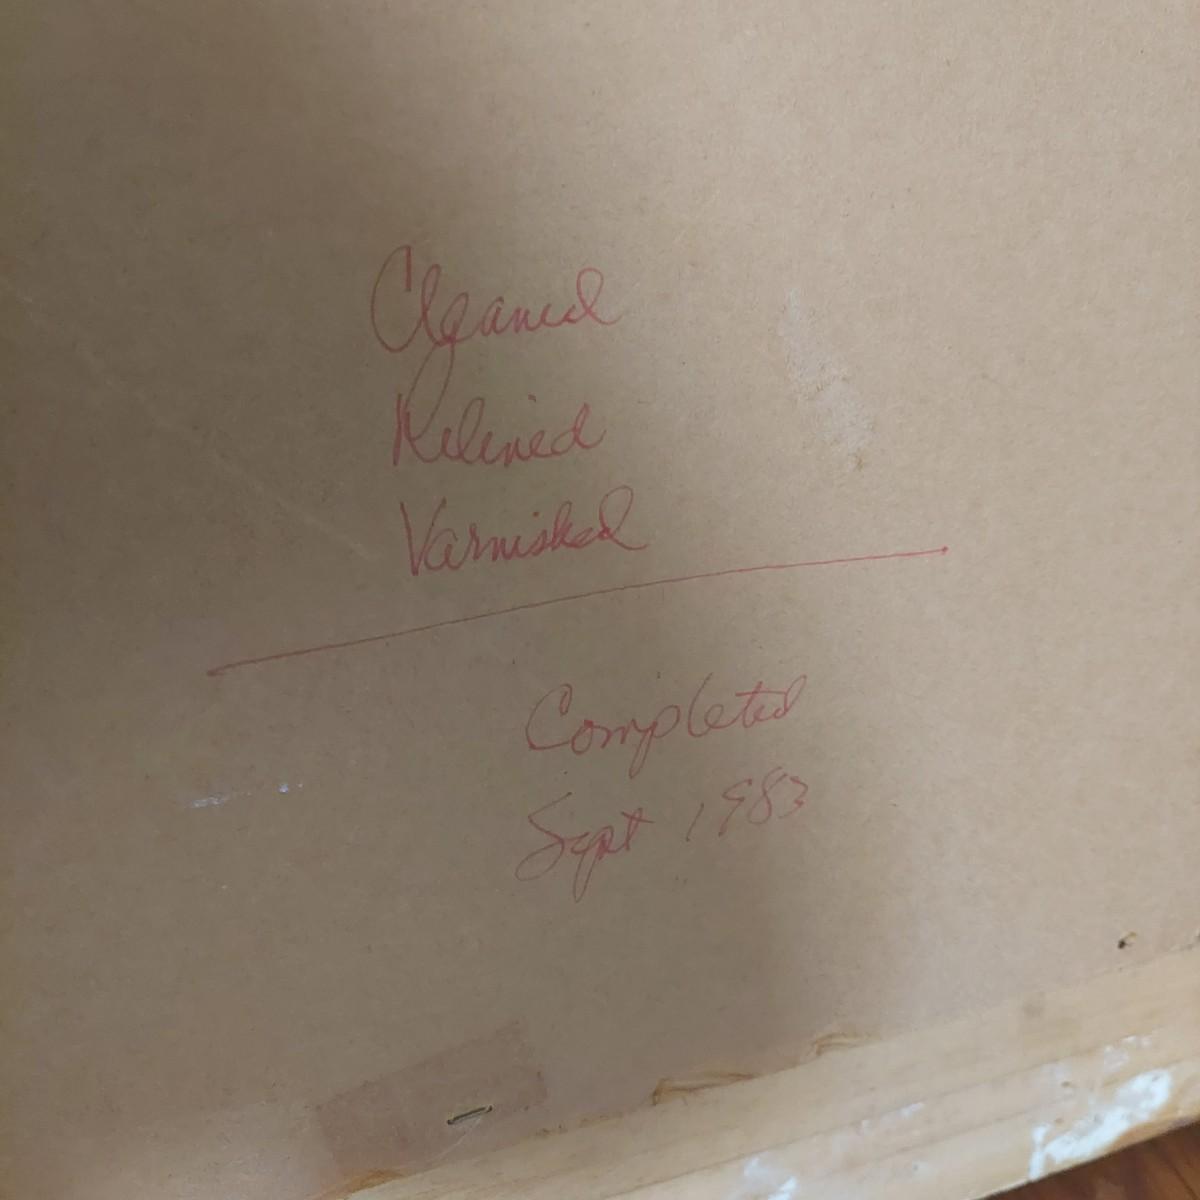 Cleaned
Relined
Varnished
Completed
Sept 1983